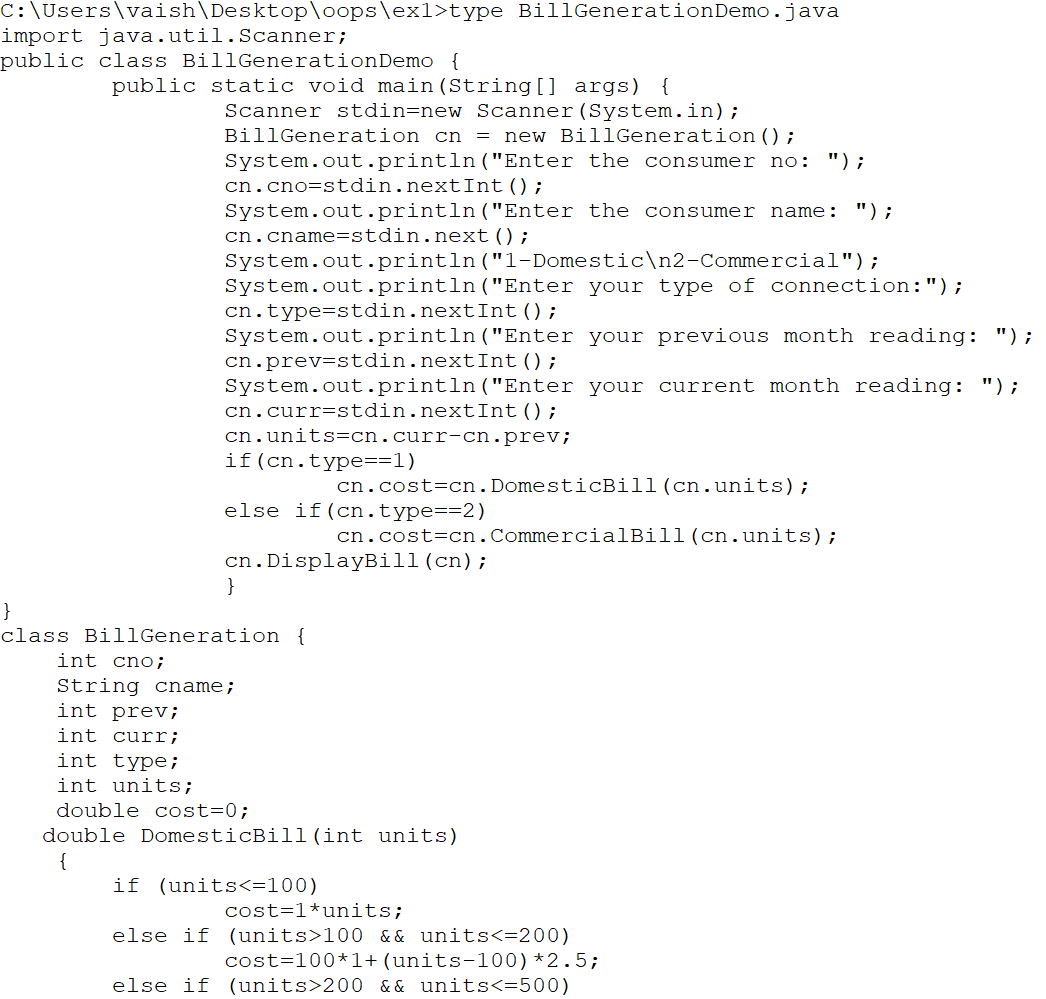 C:\Users\vaish\Desktop\oops\ex1>type BillGenerationDemo.java
import java.util.Scanner;
public class BillGenerationDemo {
        public static void main(String[] args) {
                Scanner stdin=new Scanner(System.in);
                BillGeneration cn = new BillGeneration();
                System.out.println("Enter the consumer no: ");
                cn.cno=stdin.nextInt();
                System.out.println("Enter the consumer name: ");
                cn.cname=stdin.next();
                System.out.println("1-Domestic\n2-Commercial");
                System.out.println("Enter your type of connection:");
                cn.type=stdin.nextInt();
                System.out.println("Enter your previous month reading: ");
                cn.prev=stdin.nextInt();
                System.out.println("Enter your current month reading: ");
                cn.curr=stdin.nextInt();
                cn.units=cn.curr-cn.prev;
                if(cn.type==1)
                        cn.cost=cn.DomesticBill(cn.units);
                else if(cn.type==2)
                        cn.cost=cn.CommercialBill(cn.units);
                cn.DisplayBill(cn);
                }
}
class BillGeneration {
    int cno;
    String cname;
    int prev;
    int curr;
    int type;
    int units;
    double cost=0;
   double DomesticBill(int units)
    {
        if (units<=100)
                cost=1*units;
        else if (units>100 && units<=200)
                cost=100*1+(units-100)*2.5;
        else if (units>200 && units<=500)